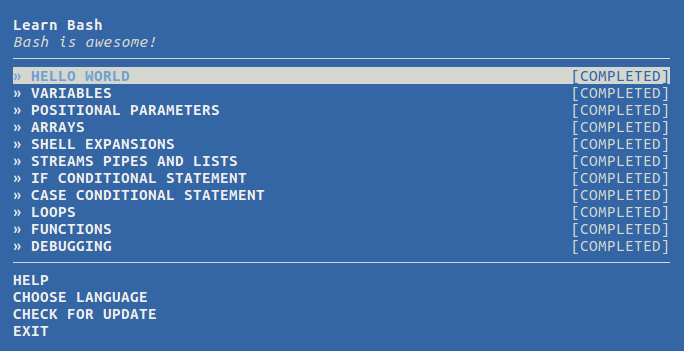 Learn Bash
Bash is awesome!
» HELLO WORLD [COMPLETED]
» VARIABLES [COMPLETED]
» POSITIONAL PARAMETERS [COMPLETED]
» ARRAYS [COMPLETED]
» SHELL EXPANSIONS [COMPLETED]
» STREAMS PIPES AND LISTS [COMPLETED]
» IF CONDITIONAL STATEMENT [COMPLETED]
» CASE CONDITIONAL STATEMENT [COMPLETED]
» LOOPS [COMPLETED]
» FUNCTIONS [COMPLETED]
» DEBUGGING [COMPLETED]
HELP
CHOOSE LANGUAGE
CHECK FOR UPDATE
EXIT